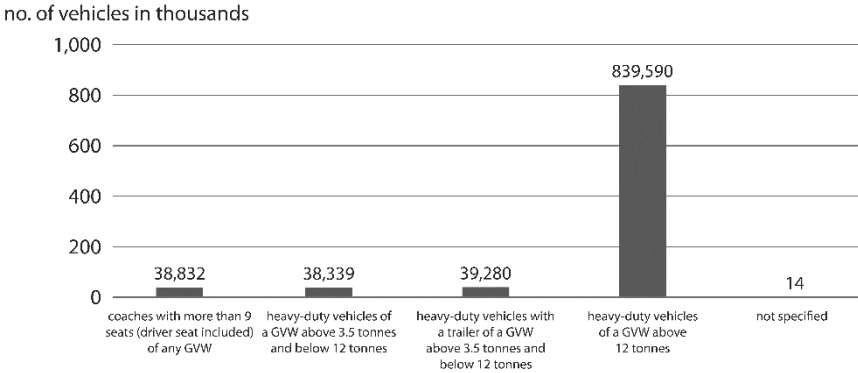 no. of vehicles in thousands
1,000
800
600
400
200
0
38,832
38,339
39,280
839,590
14
coaches with more than 9
seats (driver seat included)
of any GVW
heavy-duty vehicles of
a GVW above 3.5 tonnes
and below 12 tonnes
heavy-duty vehicles with
a trailer of a GVW
above 3.5 tonnes and
below 12 tonnes
heavy-duty vehicles
of a GVW above
12 tonnes
not specified